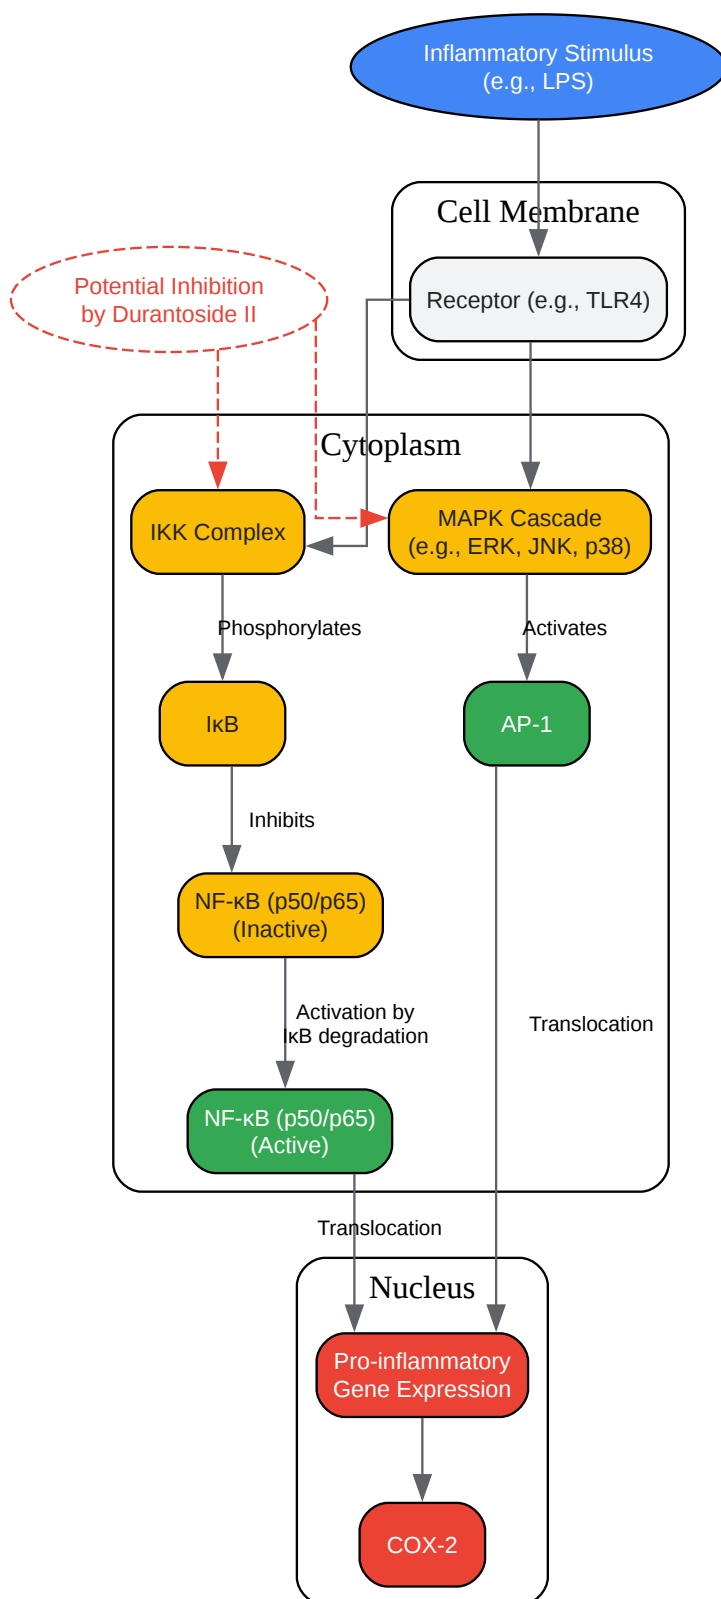 Inflammatory Stimulus
(e.g., LPS)
Cell Membrane
Receptor (e.g., TLR4)
Potential Inhibition
by Durantoside II
Cytoplasm
IKK Complex
MAPK Cascade
(e.g., ERK, JNK, p38)
Phosphorylates
Activates
IκB
AP-1
Inhibits
NF-κB (p50/p65)
(Inactive)
Activation by
IκB degradation
Translocation
NF-κB (p50/p65)
(Active)
Translocation
Nucleus
Pro-inflammatory
Gene Expression
COX-2